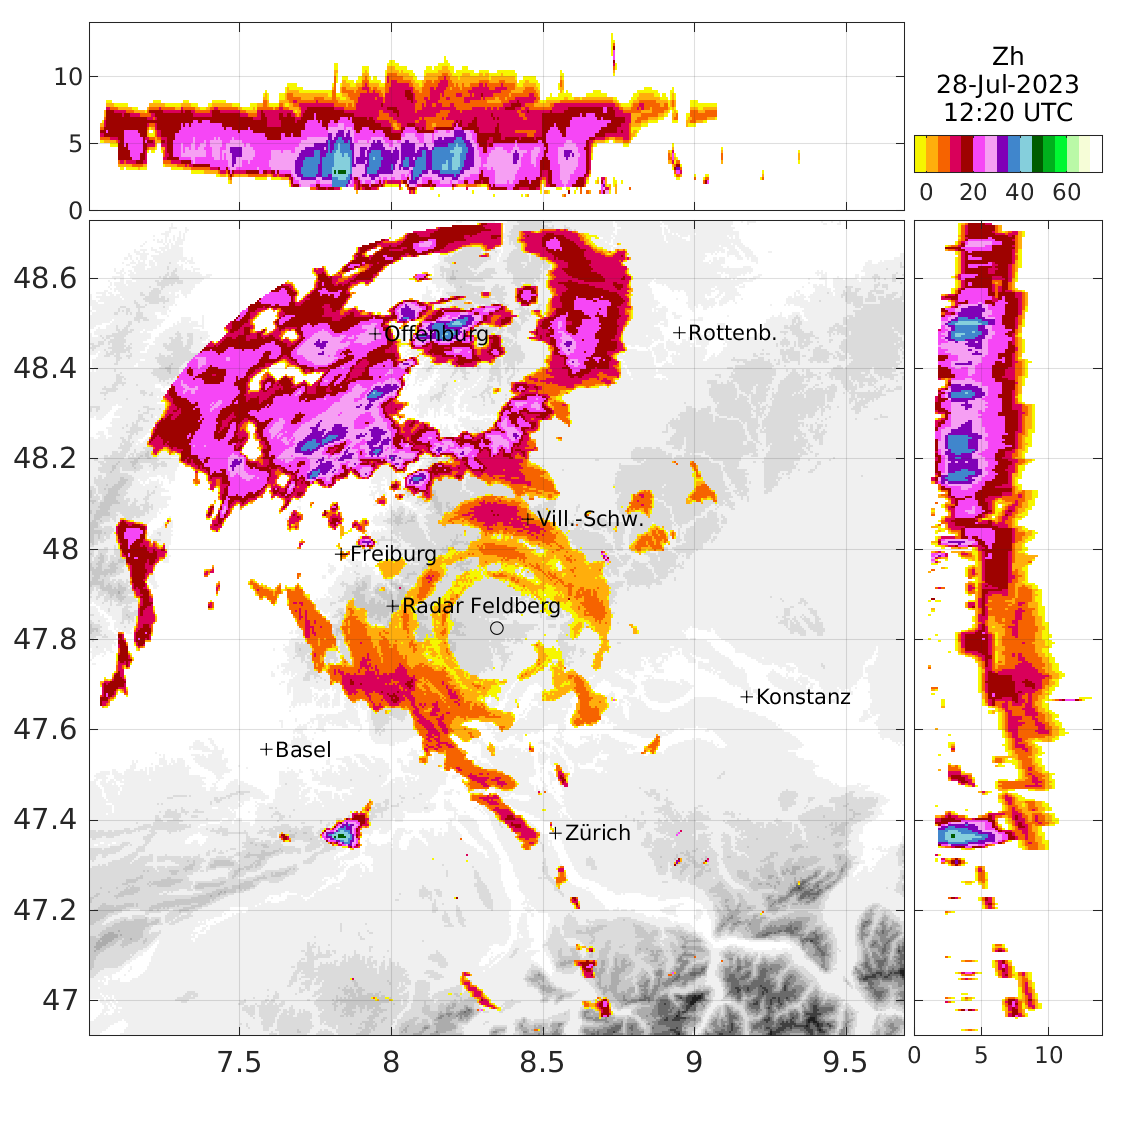 Zh
28-Jul-2023
12:20 UTC
0 20 40 60
10
5
0
48.6
48.4
48.2
48
47.8
47.6
47.4
47.2
47
Offenburg
Rottenb.
Vill.-Schw.
Freiburg
Radar Feldberg
Konstanz
Basel
Zürich
7.5 8 8.5 9 9.5
0 5 10